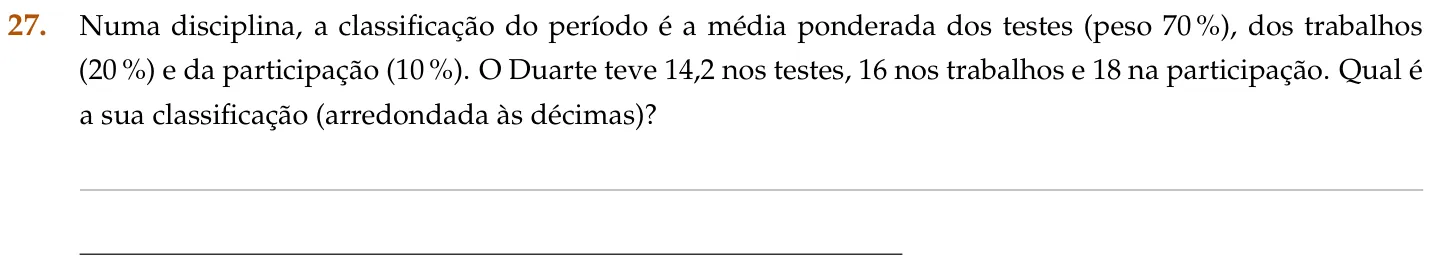 27. Numa disciplina, a classificação do período é a média ponderada dos testes (peso 70 %), dos trabalhos
(20 %) e da participação (10 %). O Duarte teve 14,2 nos testes, 16 nos trabalhos e 18 na participação. Qual é
a sua classificação (arredondada às décimas)?